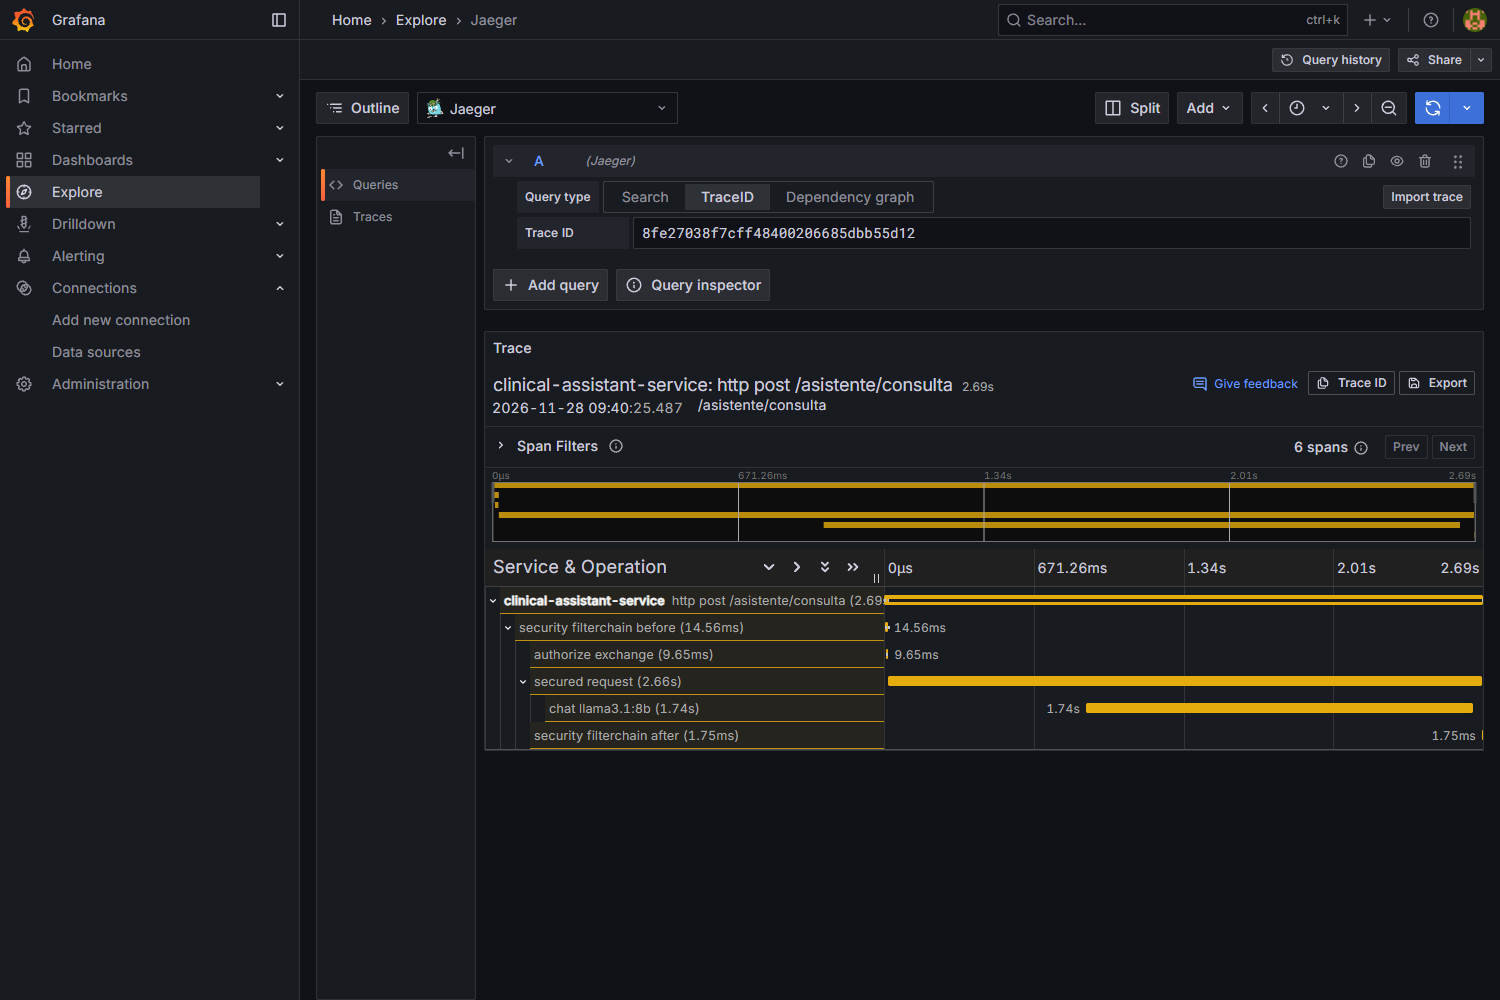 Grafana
Home › Explore › Jaeger
Search...
ctrl+k
Query history
Share
Home
Bookmarks
Starred
Dashboards
Explore
Drilldown
Alerting
Connections
Add new connection
Data sources
Administration
Outline
Jaeger
Split
Add
Queries
Traces
A
(Jaeger)
Query type
Search
TraceID
Dependency graph
Import trace
Trace ID
8fe27038f7cff48400206685dbb55d12
+ Add query
Query inspector
Trace
clinical-assistant-service: http post /asistente/consulta 2.69s
Give feedback
Trace ID
Export
2026-11-28 09:40:25.487 /asistente/consulta
Span Filters
6 spans
Prev
Next
0μs 671.26ms 1.34s 2.01s 2.69s
Service & Operation
0μs 671.26ms 1.34s 2.01s 2.69s
clinical-assistant-service http post /asistente/consulta (2.69
security filterchain before (14.56ms) 14.56ms
authorize exchange (9.65ms) 9.65ms
secured request (2.66s)
chat llama3.1:8b (1.74s) 1.74s
security filterchain after (1.75ms) 1.75ms